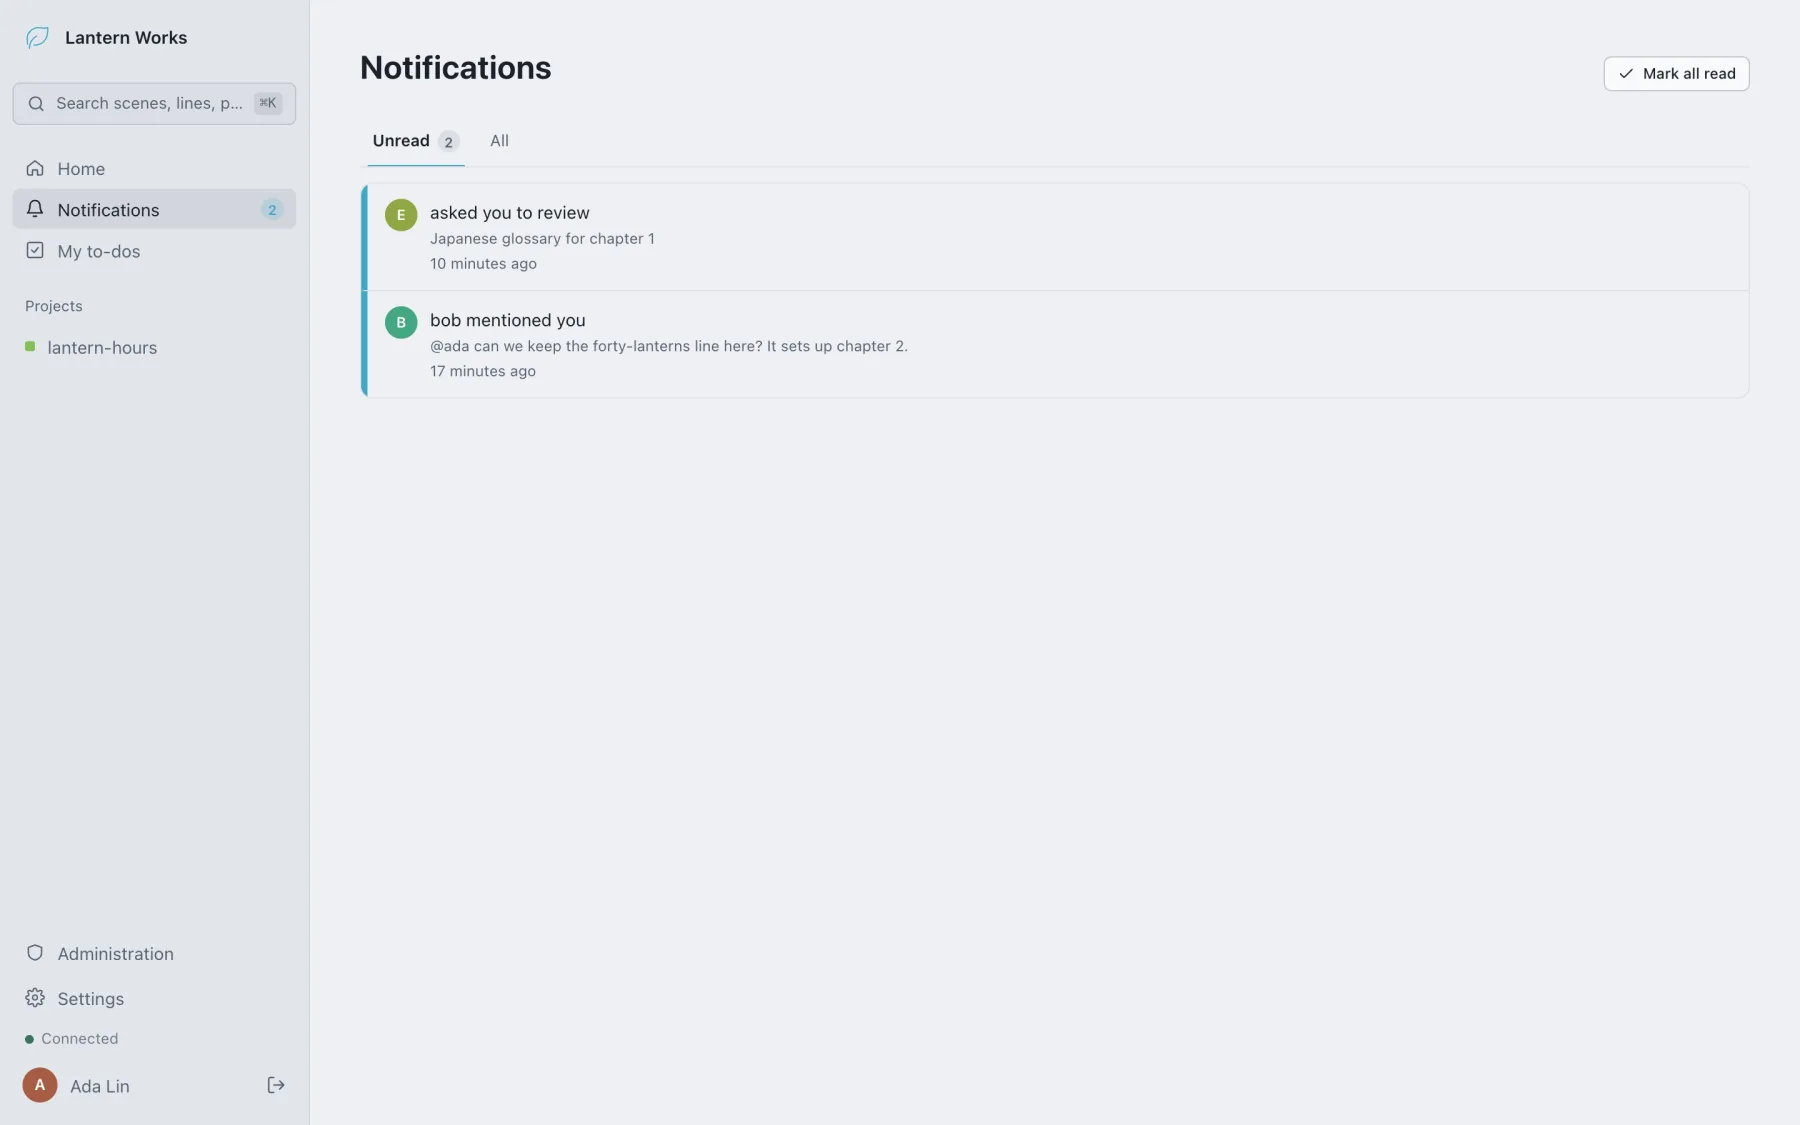 Lantern Works
Search scenes, lines, p... ⌘K
Home
Notifications 2
My to-dos
Projects
lantern-hours
Administration
Settings
Connected
A Ada Lin
Notifications
Mark all read
Unread 2 All
E asked you to review
Japanese glossary for chapter 1
10 minutes ago
B bob mentioned you
@ada can we keep the forty-lanterns line here? It sets up chapter 2.
17 minutes ago